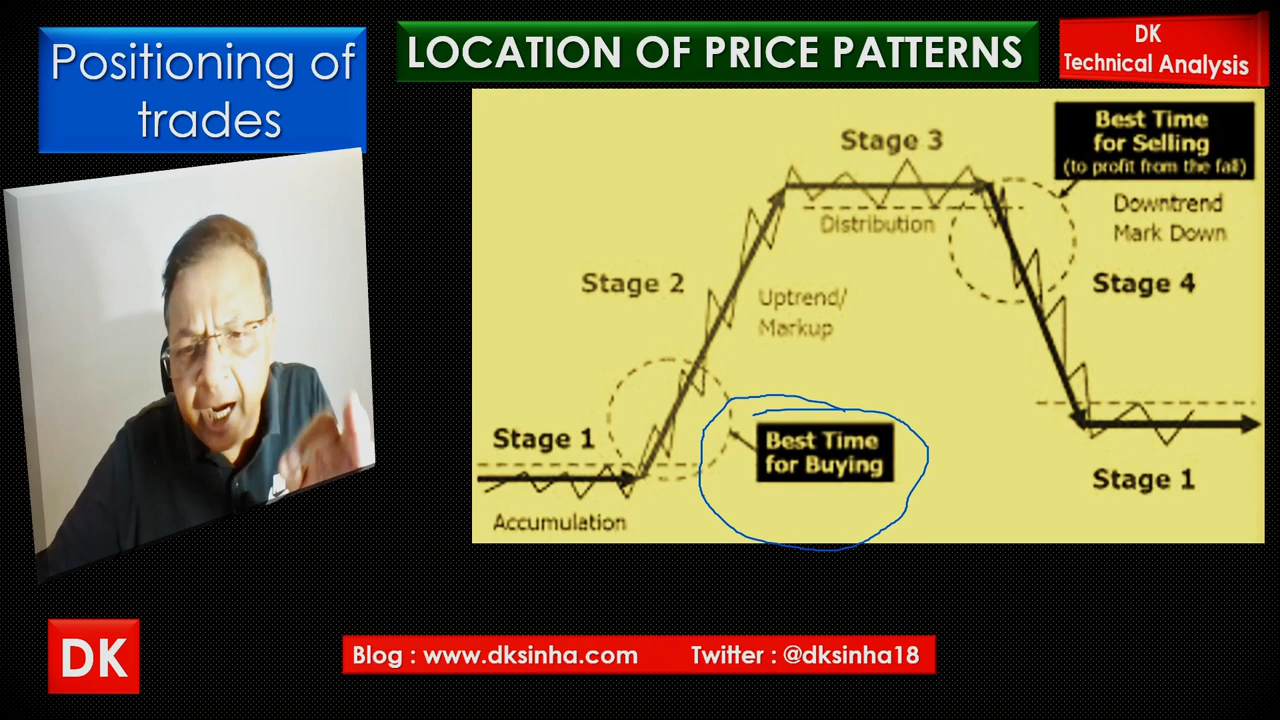 Positioning of
trades
LOCATION OF PRICE PATTERNS
DK
Technical Analysis
Best Time
for Selling
(to profit from the fall)
Stage 3
Distribution
Downtrend
Mark Down
Stage 2
Uptrend/
Markup
Stage 4
Stage 1
Best Time
for Buying
Accumulation
Stage 1
DK
Blog : www.dksinha.com Twitter : @dksinha18